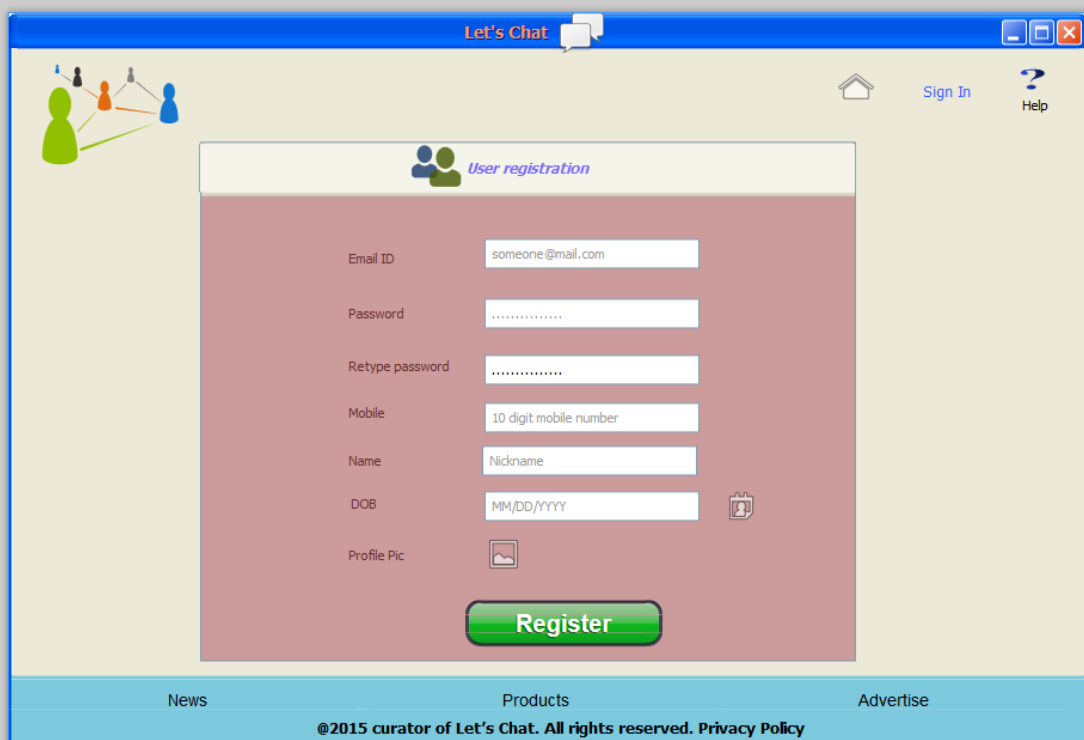 Let's Chat
Sign In
?
Help
User registration
Email ID
someone@mail.com
Password
...............
Retype password
...............
Mobile
10 digit mobile number
Name
Nickname
DOB
MM/DD/YYYY
Profile Pic
Register
News Products Advertise
@2015 curator of Let's Chat. All rights reserved. Privacy Policy